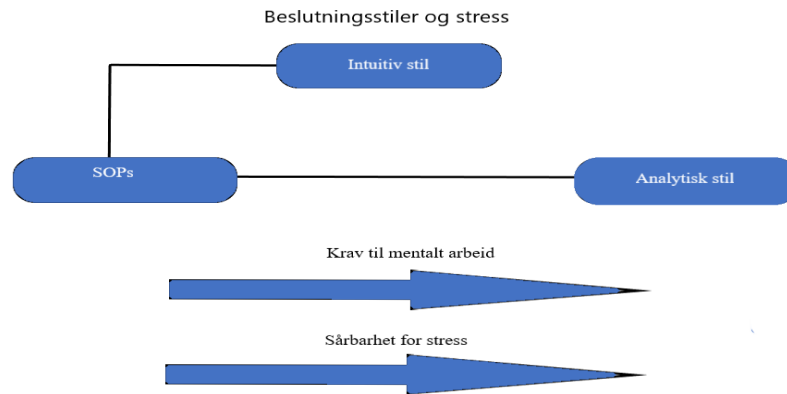 Beslutningsstiler og stress
Intuitiv stil
SOPs
Analytisk stil
Krav til mentalt arbeid
Sårbarhet for stress